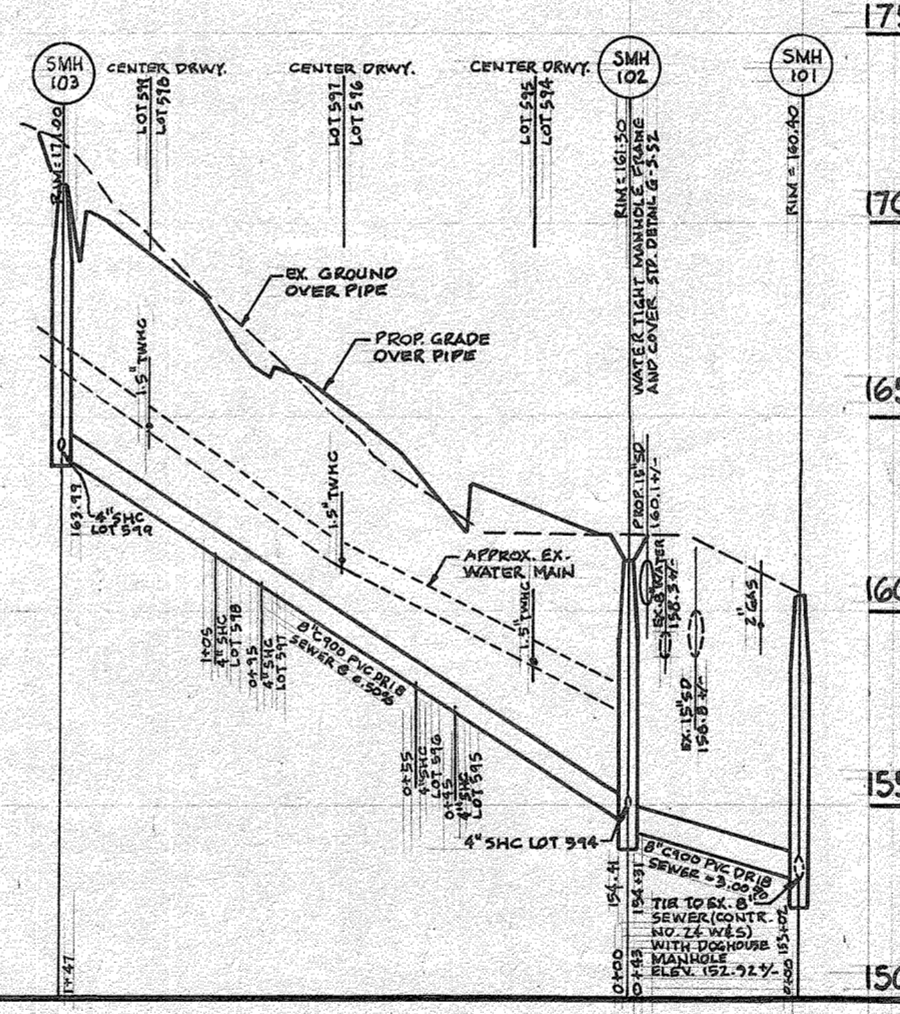 175
SMH
103
CENTER DRWY.
CENTER DRWY.
CENTER DRWY.
SMH
102
SMH
101
RIM = 171.00
LOT 599
LOT 598
LOT 597
LOT 596
LOT 595
LOT 594
RIM = 161.30
WATER TIGHT MANHOLE FRAME
AND COVER STD. DETAIL G-5.52
RIM = 160.40
170
EX. GROUND
OVER PIPE
PROP. GRADE
OVER PIPE
165
1.5" TWHC
1.5" TWHC
1.5" TWHC
PROP. 15" SD
160.1 +/-
163.99
4" SHC
LOT 599
APPROX. EX.
WATER MAIN
EX. 8" WATER
158.3 +/-
2" GAS
160
1+05
4" SHC
LOT 598
0+95
4" SHC
LOT 597
8" C900 PVC DR18
SEWER @ 6.50%
EX. 15" SD
158.8 +/-
0+55
4" SHC
LOT 596
0+45
4" SHC
LOT 595
155
4" SHC LOT 594
8" C900 PVC DR18
SEWER ~ 3.00%
154.41
154.31
TIE TO EX. 8"
SEWER (CONTR.
NO. 24 W&S)
WITH DOGHOUSE
MANHOLE
ELEV. 152.92 +/-
1+47
0+00
0+43
0+00
150